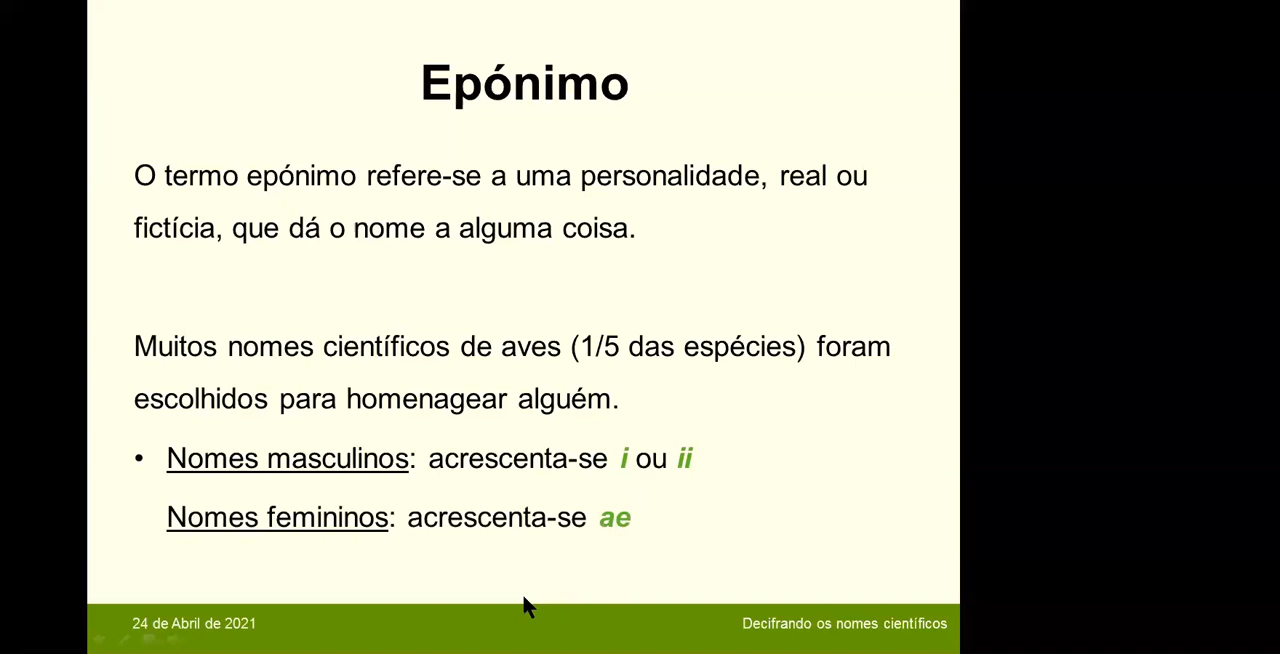 Epónimo
O termo epónimo refere-se a uma personalidade, real ou
fictícia, que dá o nome a alguma coisa.
Muitos nomes científicos de aves (1/5 das espécies) foram
escolhidos para homenagear alguém.
• Nomes masculinos: acrescenta-se i ou ii
Nomes femininos: acrescenta-se ae
24 de Abril de 2021
Decifrando os nomes científicos